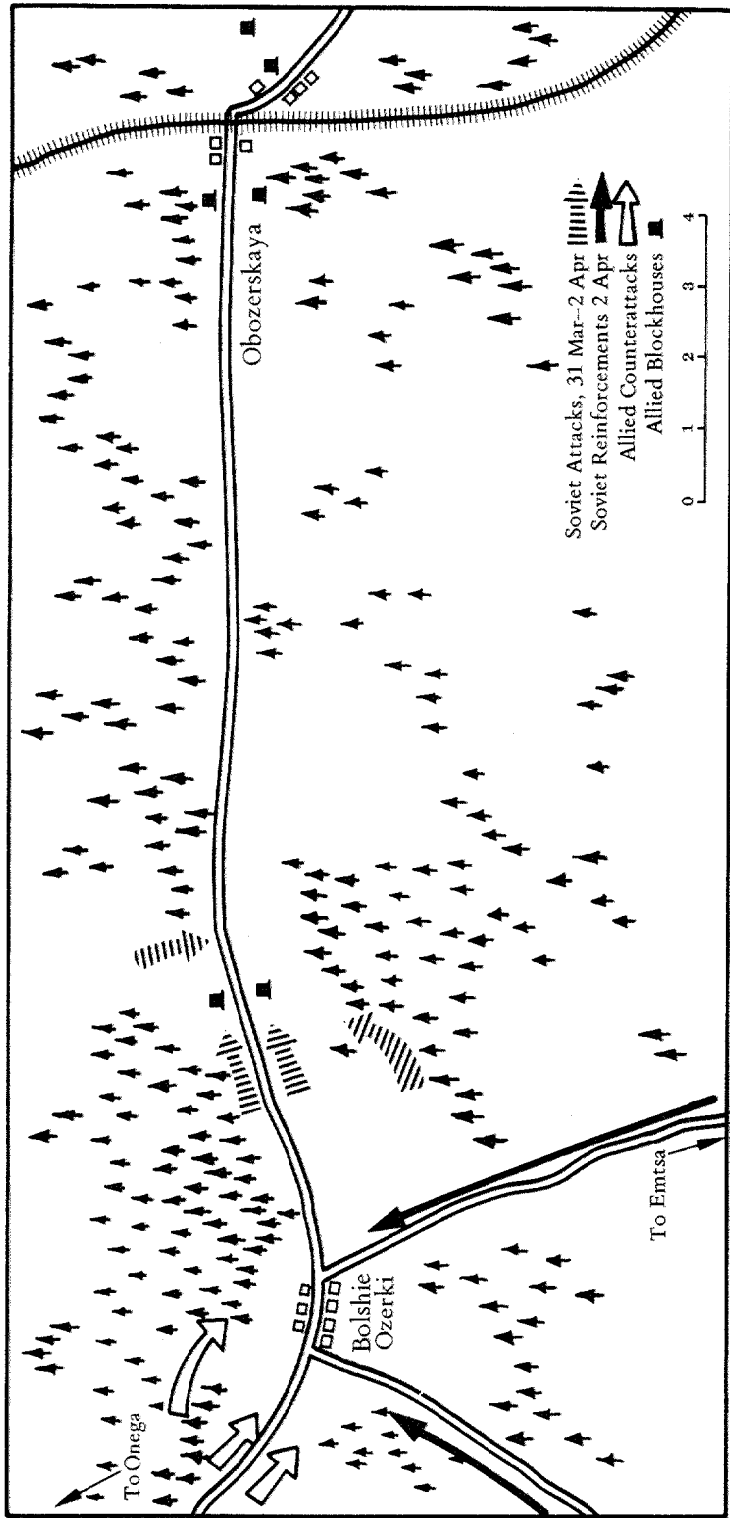 To Onega
Bolshie
Ozerki
To Emtsa
Obozerskaya
Soviet Attacks, 31 Mar–2 Apr
Soviet Reinforcements 2 Apr
Allied Counterattacks
Allied Blockhouses
0 1 2 3 4